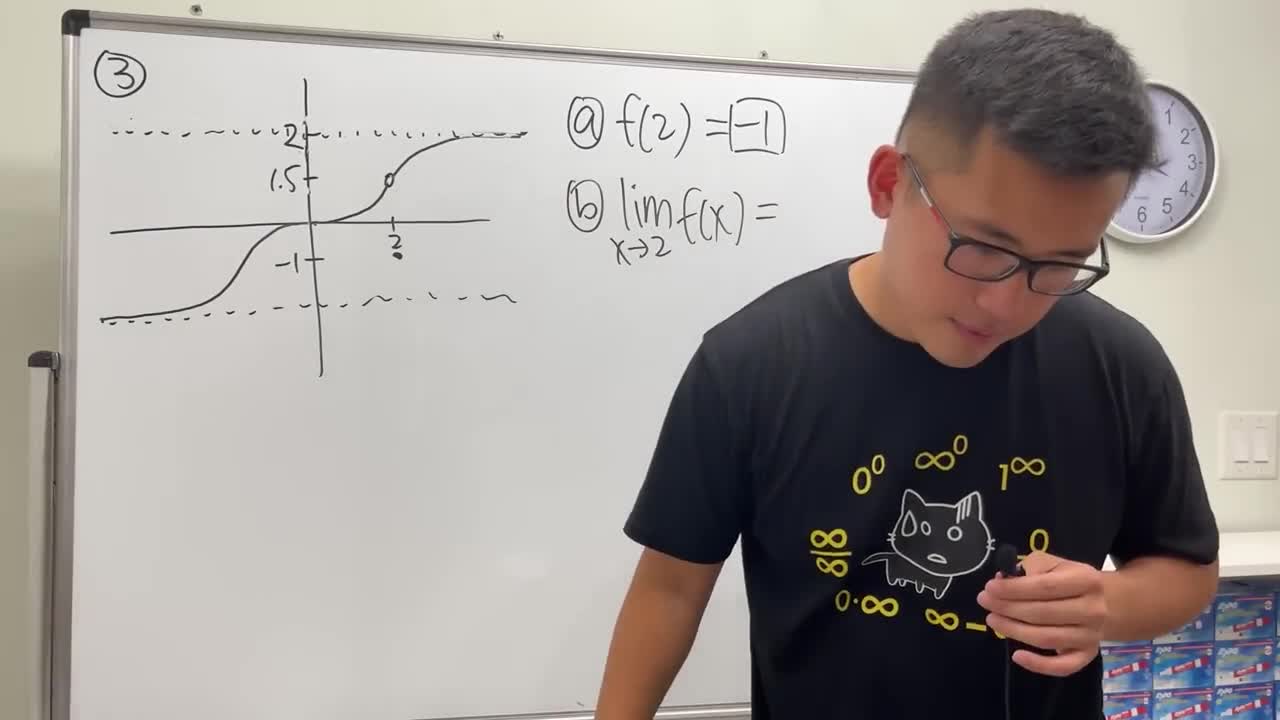 ③
2
1.5
2
-1
ⓐ f(2) = -1
ⓑ lim f(x) =
x→2
1
2
3
4
5
6
0⁰ ∞⁰ 1^∞
∞/∞
0
0·∞ ∞-
EXPO